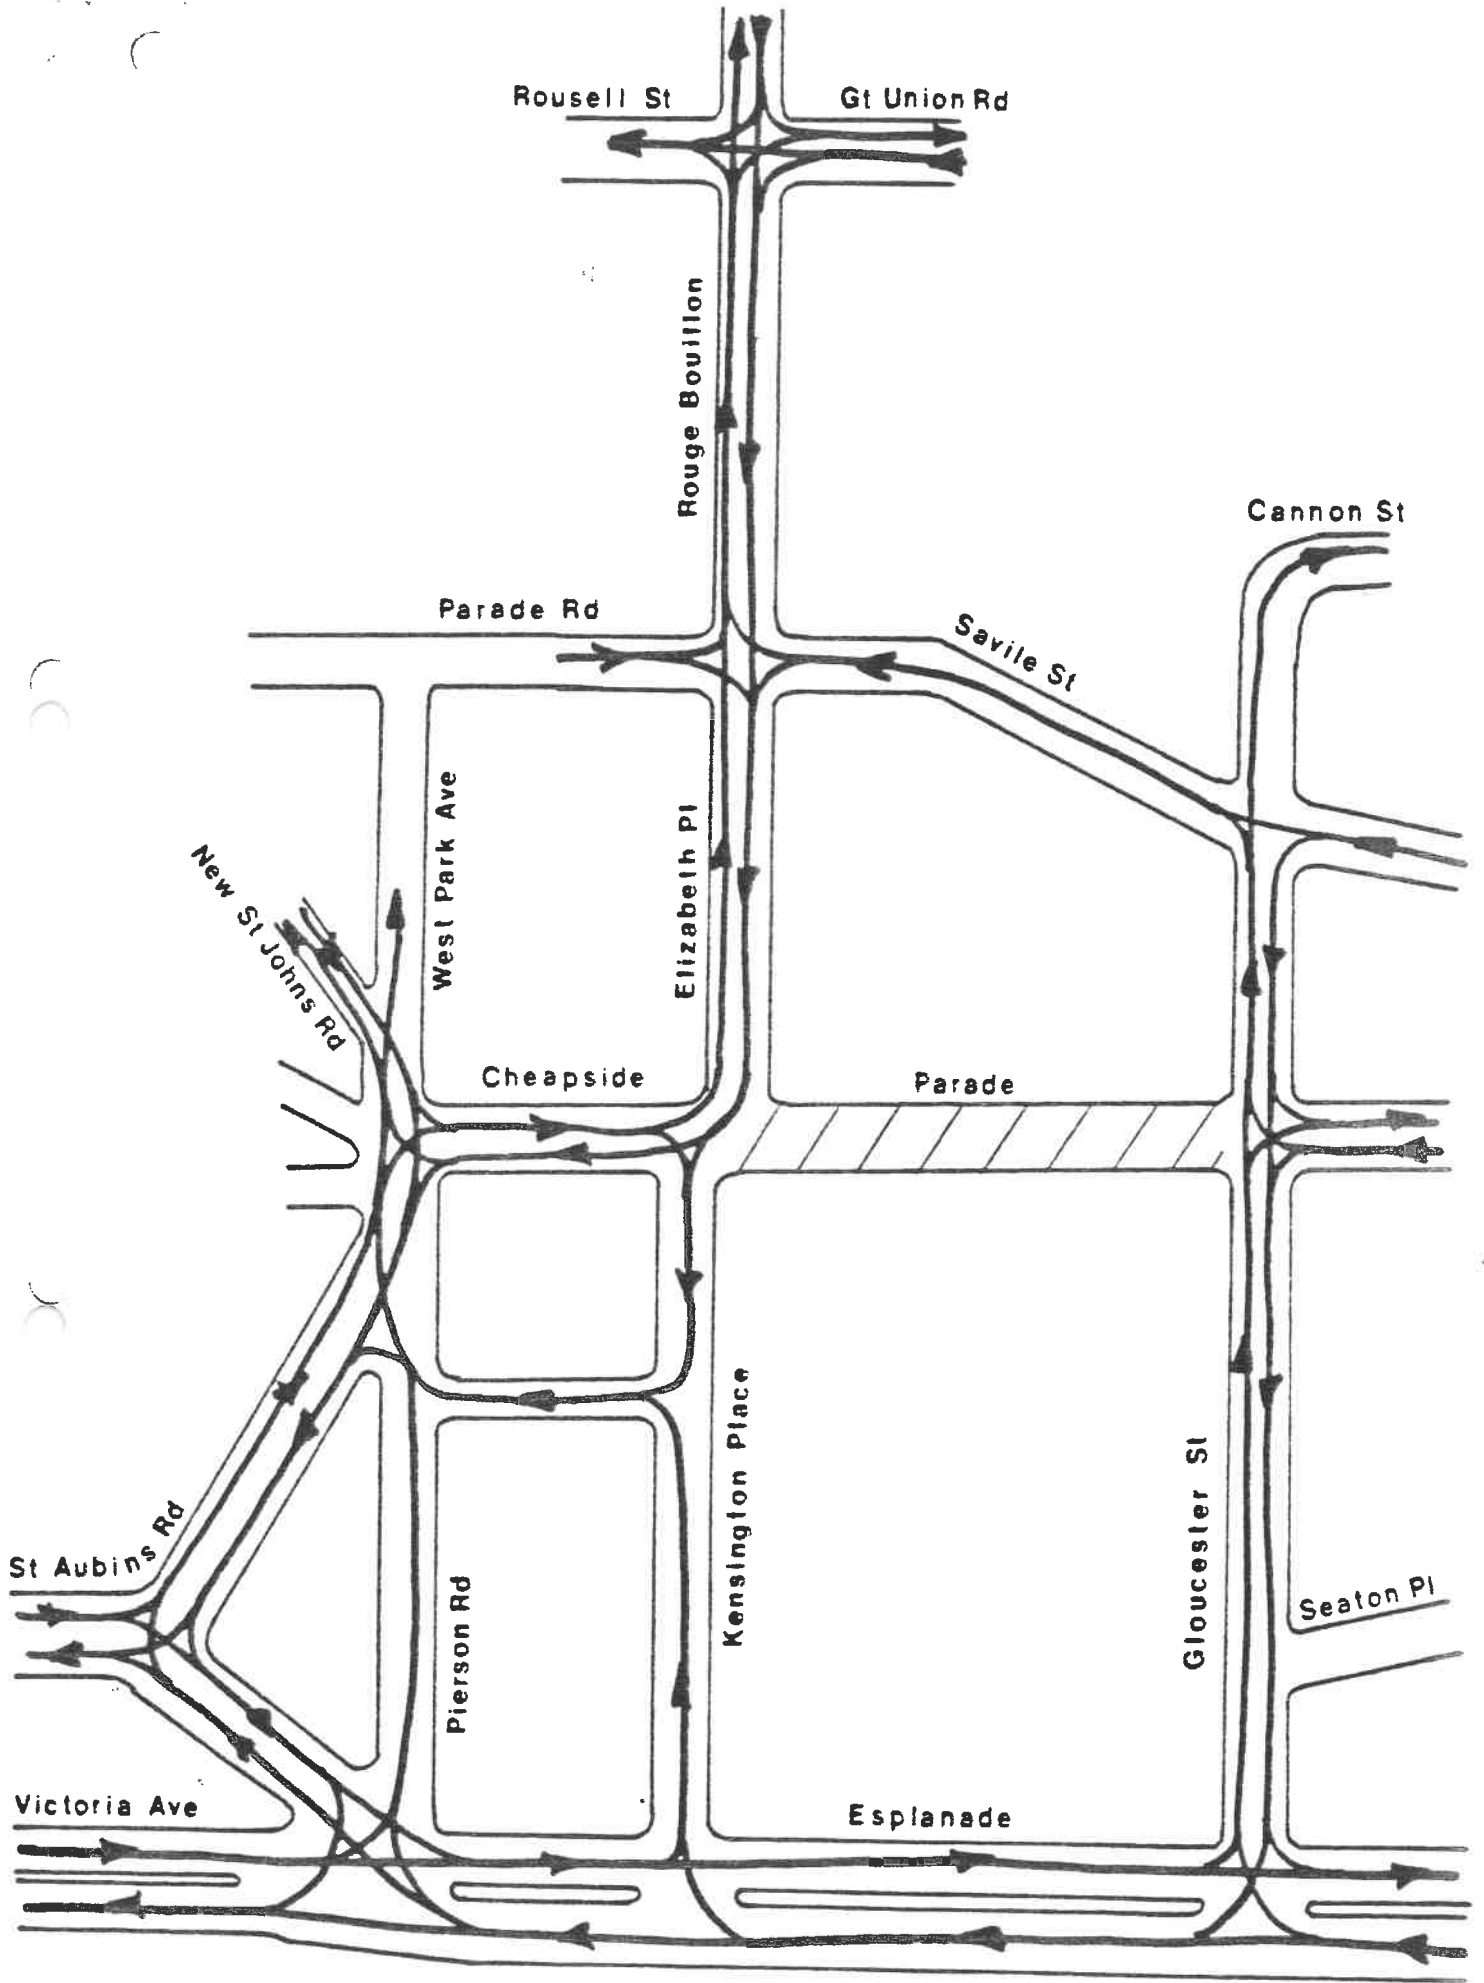 Rousell St
Gt Union Rd
Rouge Bouillon
Cannon St
Parade Rd
Savile St
West Park Ave
Elizabeth Pl
New St Johns Rd
Cheapside
Parade
Kensington Place
Gloucester St
St Aubins Rd
Pierson Rd
Seaton Pl
Victoria Ave
Esplanade